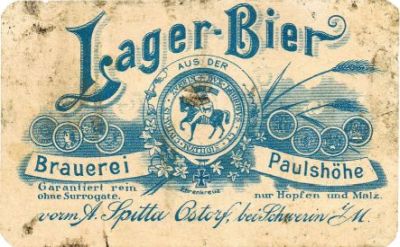 Lager-Bier
AUS DER
Brauerei Paulshöhe
Garantiert rein
ohne Surrogate.
Ehrenkreuz
nur Hopfen und Malz.
vorm A. Spitta Ostorf, bei Schwerin i/M.